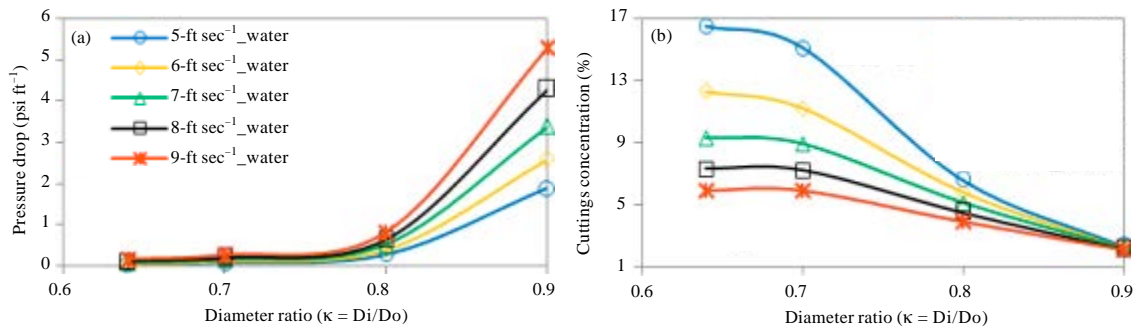 (a)
5-ft sec⁻¹_water
6-ft sec⁻¹_water
7-ft sec⁻¹_water
8-ft sec⁻¹_water
9-ft sec⁻¹_water
Pressure drop (psi ft⁻¹)
6
5
4
3
2
1
0
0.6
0.7
0.8
0.9
Diameter ratio (κ = Di/Do)
(b)
Cuttings concentration (%)
17
13
9
5
1
0.6
0.7
0.8
0.9
Diameter ratio (κ = Di/Do)